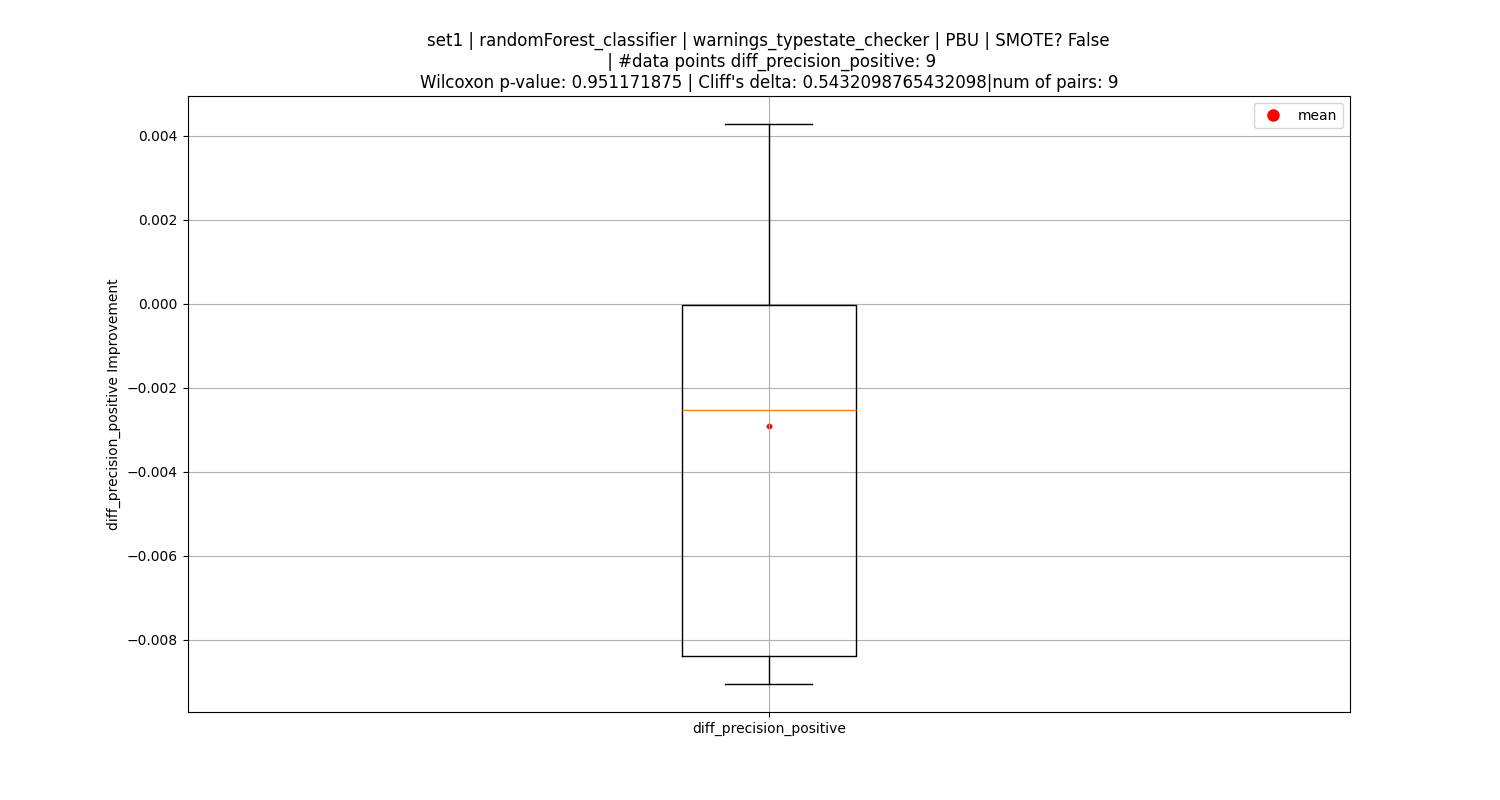 set1 | randomForest_classifier | warnings_typestate_checker | PBU | SMOTE? False
| #data points diff_precision_positive: 9
Wilcoxon p-value: 0.951171875 | Cliff's delta: 0.5432098765432098|num of pairs: 9
mean
0.004
0.002
0.000
−0.002
−0.004
−0.006
−0.008
diff_precision_positive Improvement
diff_precision_positive